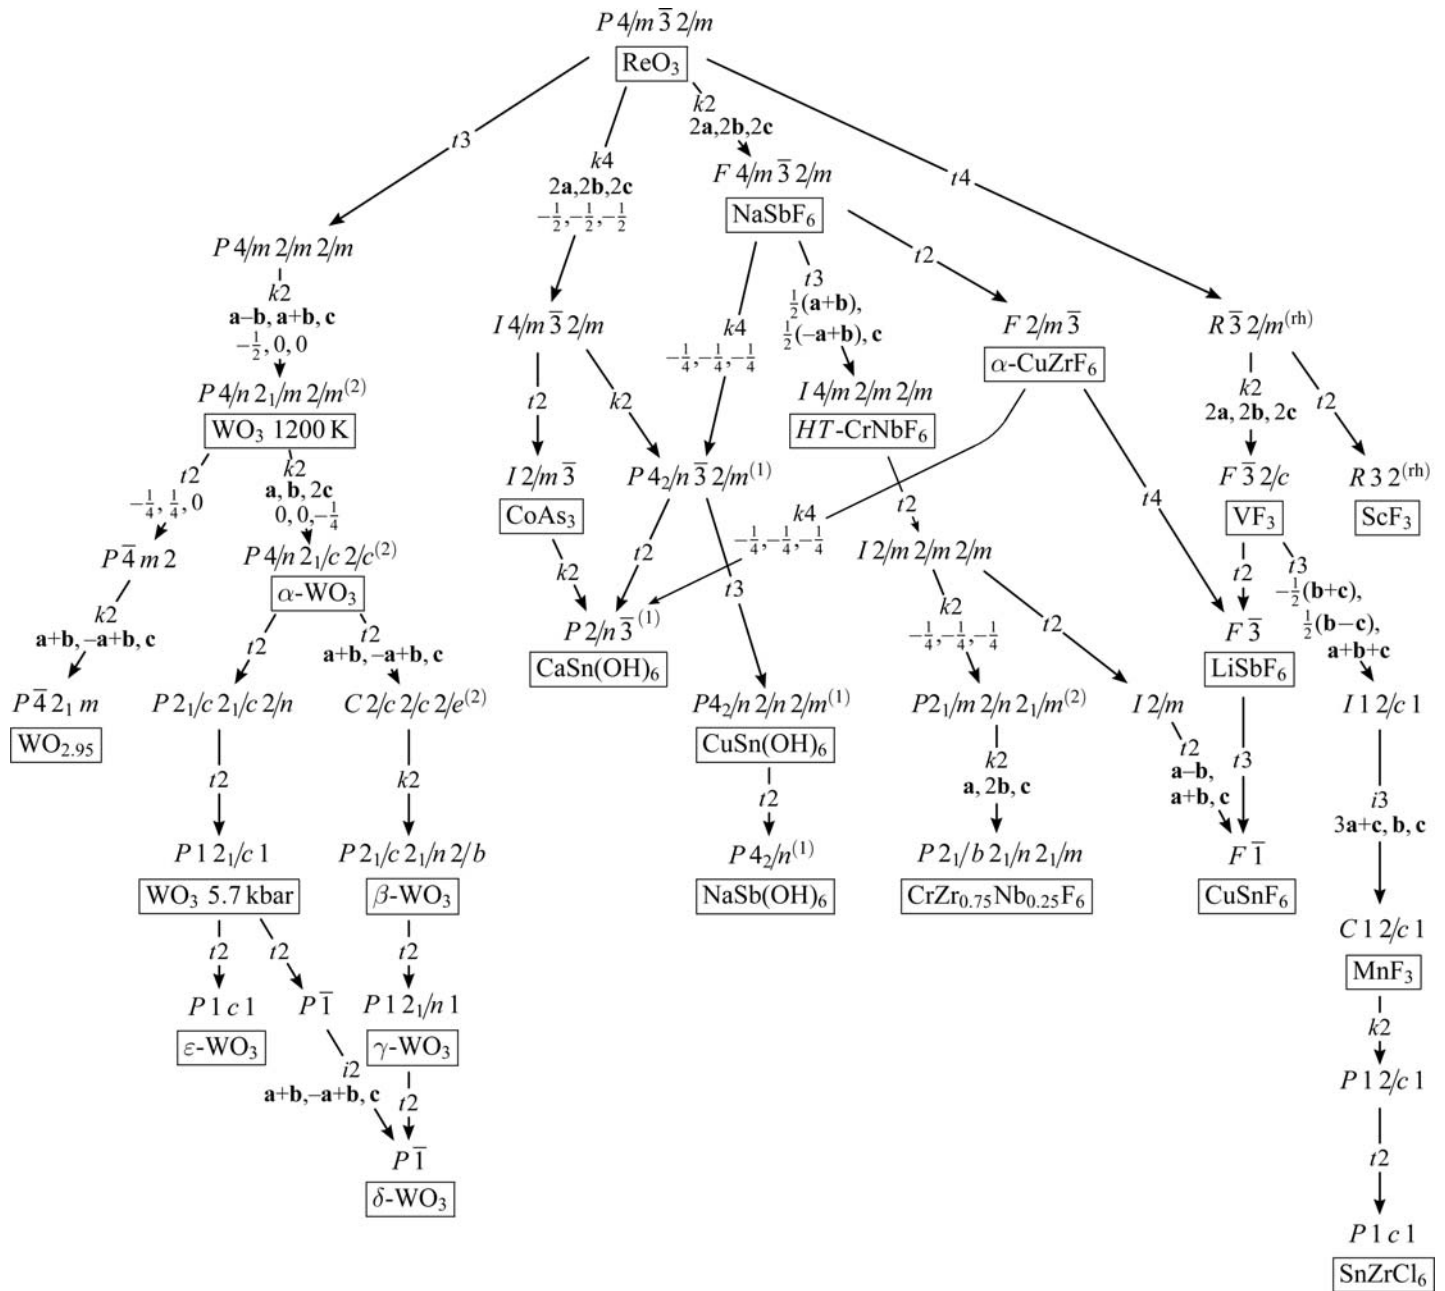 P 4/m 3̅ 2/m
ReO₃
k2
2a,2b,2c
t3
k4
2a,2b,2c
−½,−½,−½
F 4/m 3̅ 2/m
NaSbF₆
t4
P 4/m 2/m 2/m
k2
a–b, a+b, c
−½, 0, 0
t2
t3
½(a+b),
½(−a+b), c
I 4/m 3̅ 2/m
k4
−¼,−¼,−¼
F 2/m 3̅
α-CuZrF₆
R 3̅ 2/m⁽ʳʰ⁾
k2
2a, 2b, 2c
t2
P 4/n 2₁/m 2/m⁽²⁾
WO₃ 1200 K
t2
k2
I 4/m 2/m 2/m
HT-CrNbF₆
t2
−¼, ¼, 0
k2
a, b, 2c
0, 0,−¼
I 2/m 3̅
CoAs₃
P 4₂/n 3̅ 2/m⁽¹⁾
t2
k4
−¼,−¼,−¼
t4
F 3̅ 2/c
VF₃
R 3 2⁽ʳʰ⁾
ScF₃
P 4̅ m 2
P 4/n 2₁/c 2/c⁽²⁾
α-WO₃
k2
t2
t3
I 2/m 2/m 2/m
t2
t3
−½(b+c),
½(b−c),
a+b+c
k2
a+b, –a+b, c
t2
t2
a+b, –a+b, c
P 2/n 3̅⁽¹⁾
CaSn(OH)₆
k2
−¼,−¼,−¼
t2
F 3̅
LiSbF₆
P 4̅ 2₁ m
WO₂.₉₅
P 2₁/c 2₁/c 2/n
C 2/c 2/c 2/e⁽²⁾
P4₂/n 2/n 2/m⁽¹⁾
CuSn(OH)₆
P2₁/m 2/n 2₁/m⁽²⁾
I 2/m
I 1 2/c 1
t2
k2
t2
k2
a, 2b, c
t2
a–b,
a+b, c
t3
i3
3a+c, b, c
P 1 2₁/c 1
WO₃ 5.7 kbar
P 2₁/c 2₁/n 2/b
β-WO₃
P 4₂/n⁽¹⁾
NaSb(OH)₆
P 2₁/b 2₁/n 2₁/m
CrZr₀.₇₅Nb₀.₂₅F₆
F 1̅
CuSnF₆
t2
t2
t2
C 1 2/c 1
MnF₃
P 1 c 1
ε-WO₃
P 1̅
P 1 2₁/n 1
γ-WO₃
k2
i2
a+b,–a+b, c
t2
P 1 2/c 1
P 1̅
δ-WO₃
t2
P 1 c 1
SnZrCl₆